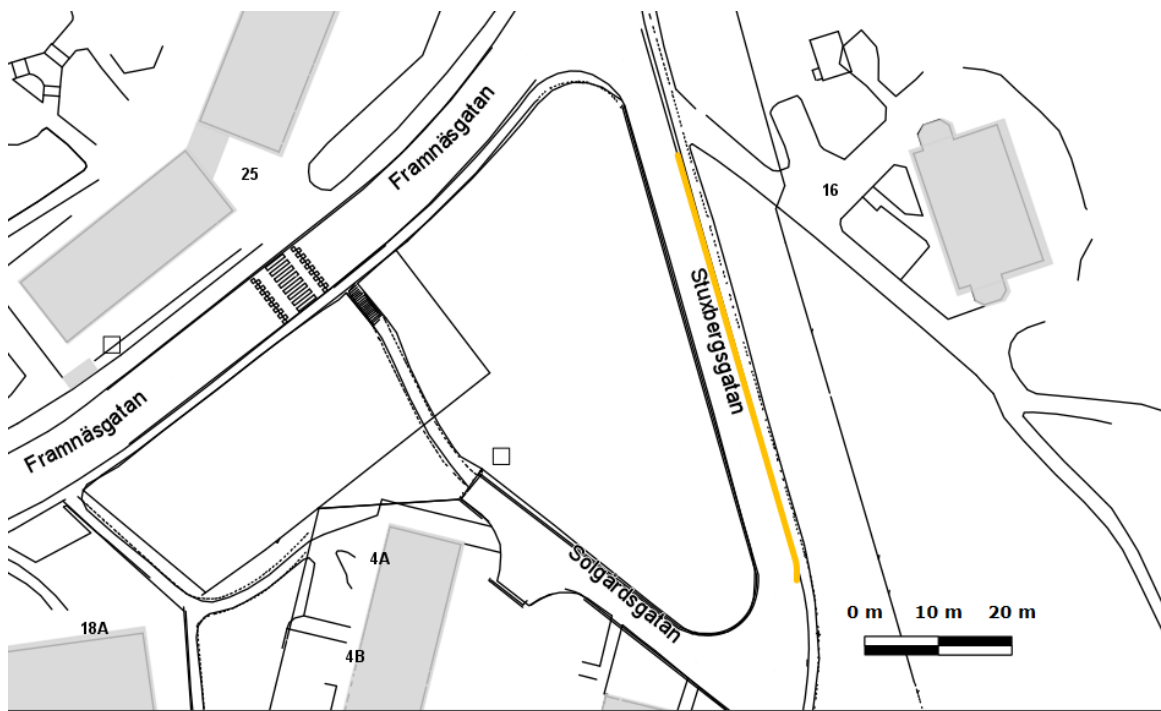 Framnäsgatan
25
16
Stuxbergsgatan
Framnäsgatan
4A
Solgårdsgatan
0 m 10 m 20 m
18A
4B